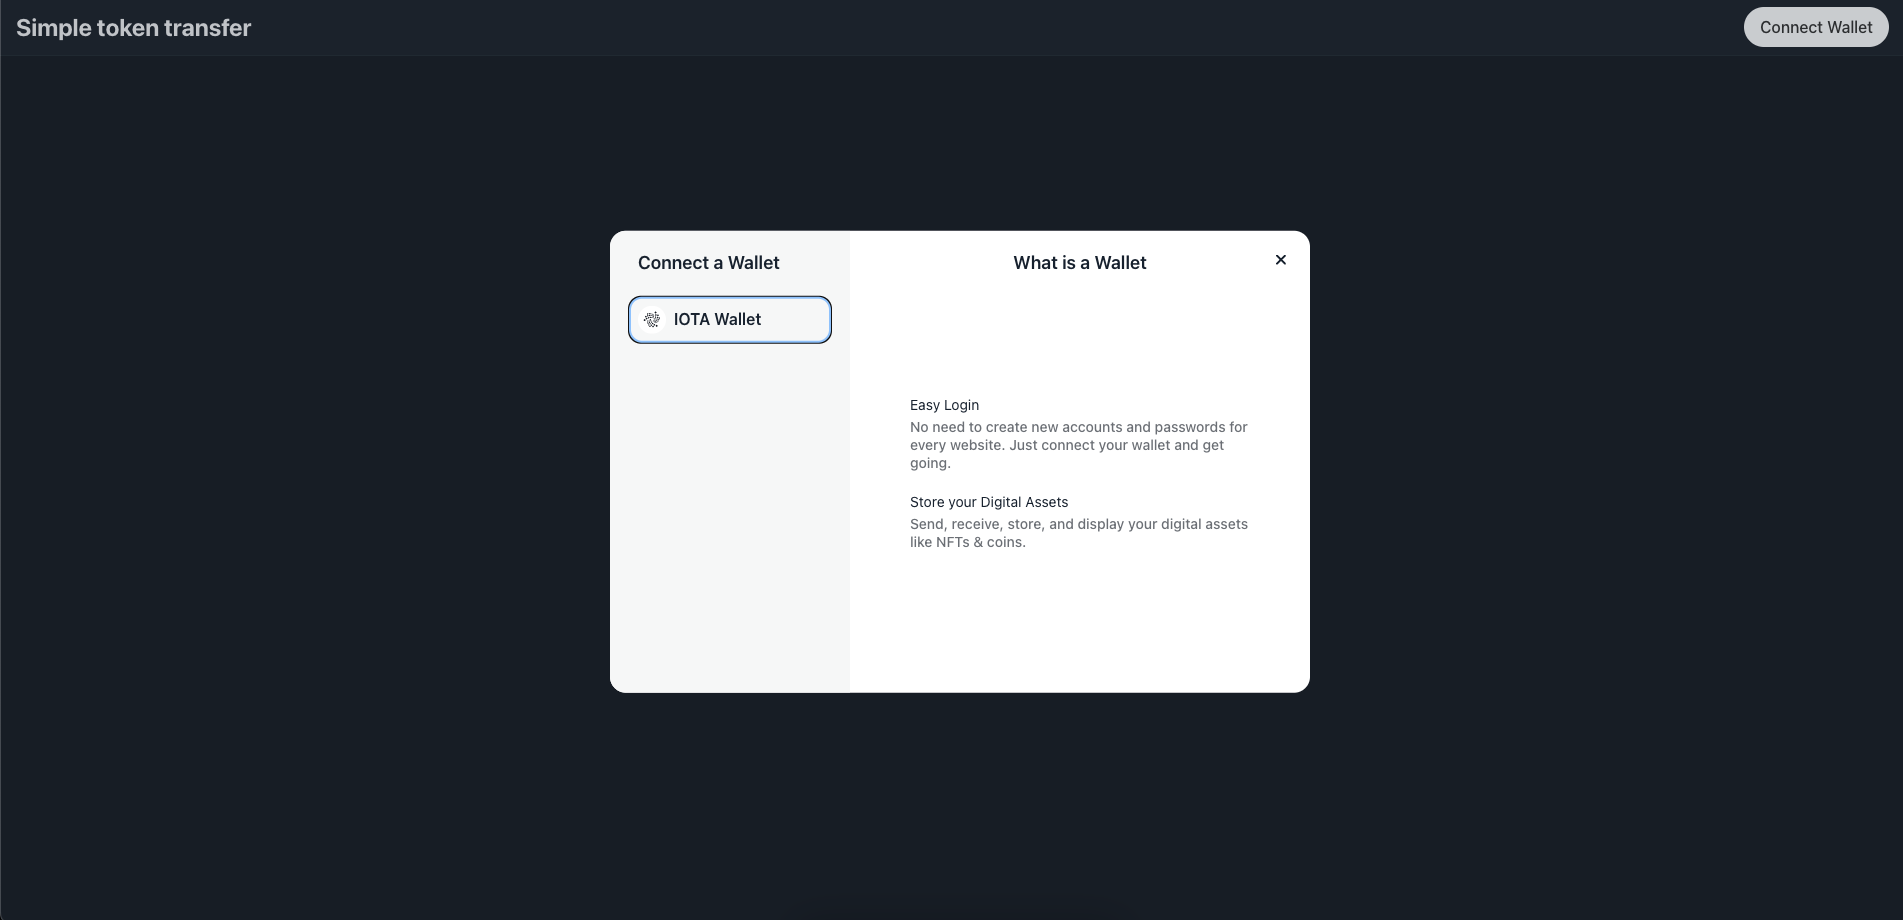 Simple token transfer
Connect Wallet
Connect a Wallet
IOTA Wallet
What is a Wallet
Easy Login
No need to create new accounts and passwords for
every website. Just connect your wallet and get
going.
Store your Digital Assets
Send, receive, store, and display your digital assets
like NFTs & coins.